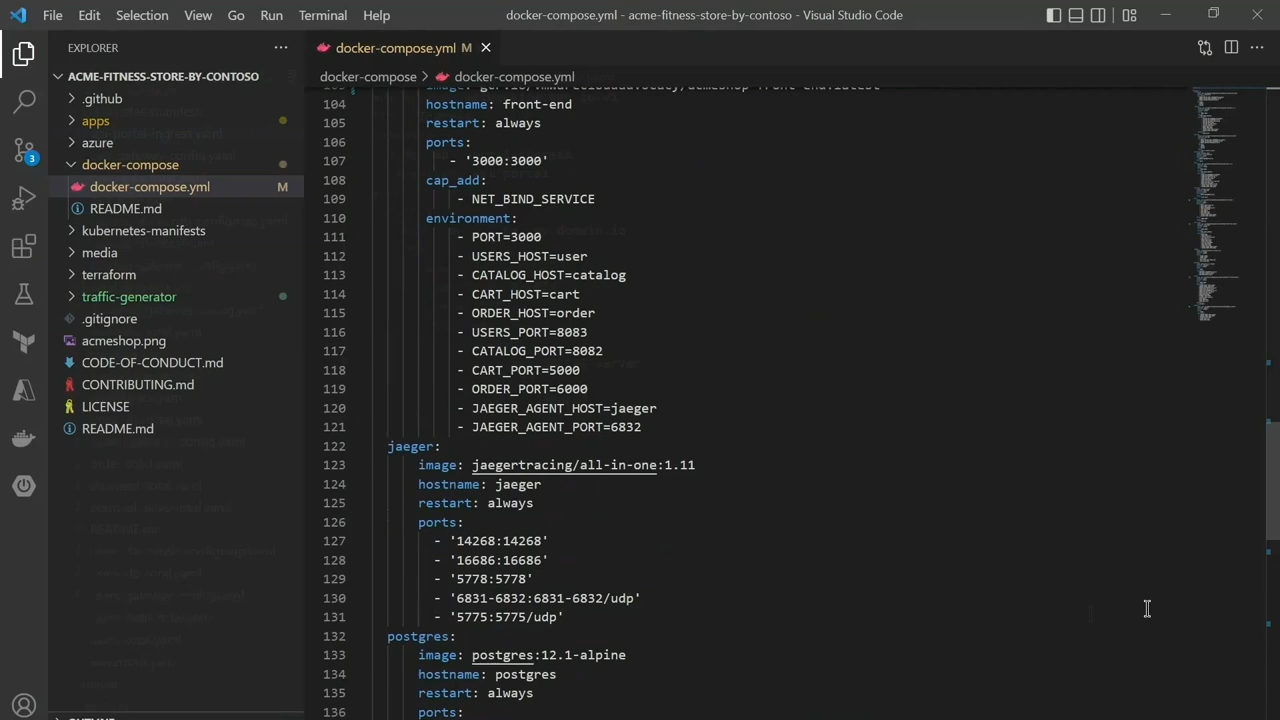 File Edit Selection View Go Run Terminal Help docker-compose.yml - acme-fitness-store-by-contoso - Visual Studio Code
EXPLORER
ACME-FITNESS-STORE-BY-CONTOSO
.github
apps
azure
docker-compose
docker-compose.yml M
README.md
kubernetes-manifests
media
terraform
traffic-generator
.gitignore
acmeshop.png
CODE-OF-CONDUCT.md
CONTRIBUTING.md
LICENSE
README.md
3
docker-compose.yml M
docker-compose > docker-compose.yml
104 hostname: front-end
105 restart: always
106 ports:
107 - '3000:3000'
108 cap_add:
109 - NET_BIND_SERVICE
110 environment:
111 - PORT=3000
112 - USERS_HOST=user
113 - CATALOG_HOST=catalog
114 - CART_HOST=cart
115 - ORDER_HOST=order
116 - USERS_PORT=8083
117 - CATALOG_PORT=8082
118 - CART_PORT=5000
119 - ORDER_PORT=6000
120 - JAEGER_AGENT_HOST=jaeger
121 - JAEGER_AGENT_PORT=6832
122 jaeger:
123 image: jaegertracing/all-in-one:1.11
124 hostname: jaeger
125 restart: always
126 ports:
127 - '14268:14268'
128 - '16686:16686'
129 - '5778:5778'
130 - '6831-6832:6831-6832/udp'
131 - '5775:5775/udp'
132 postgres:
133 image: postgres:12.1-alpine
134 hostname: postgres
135 restart: always
136 ports: